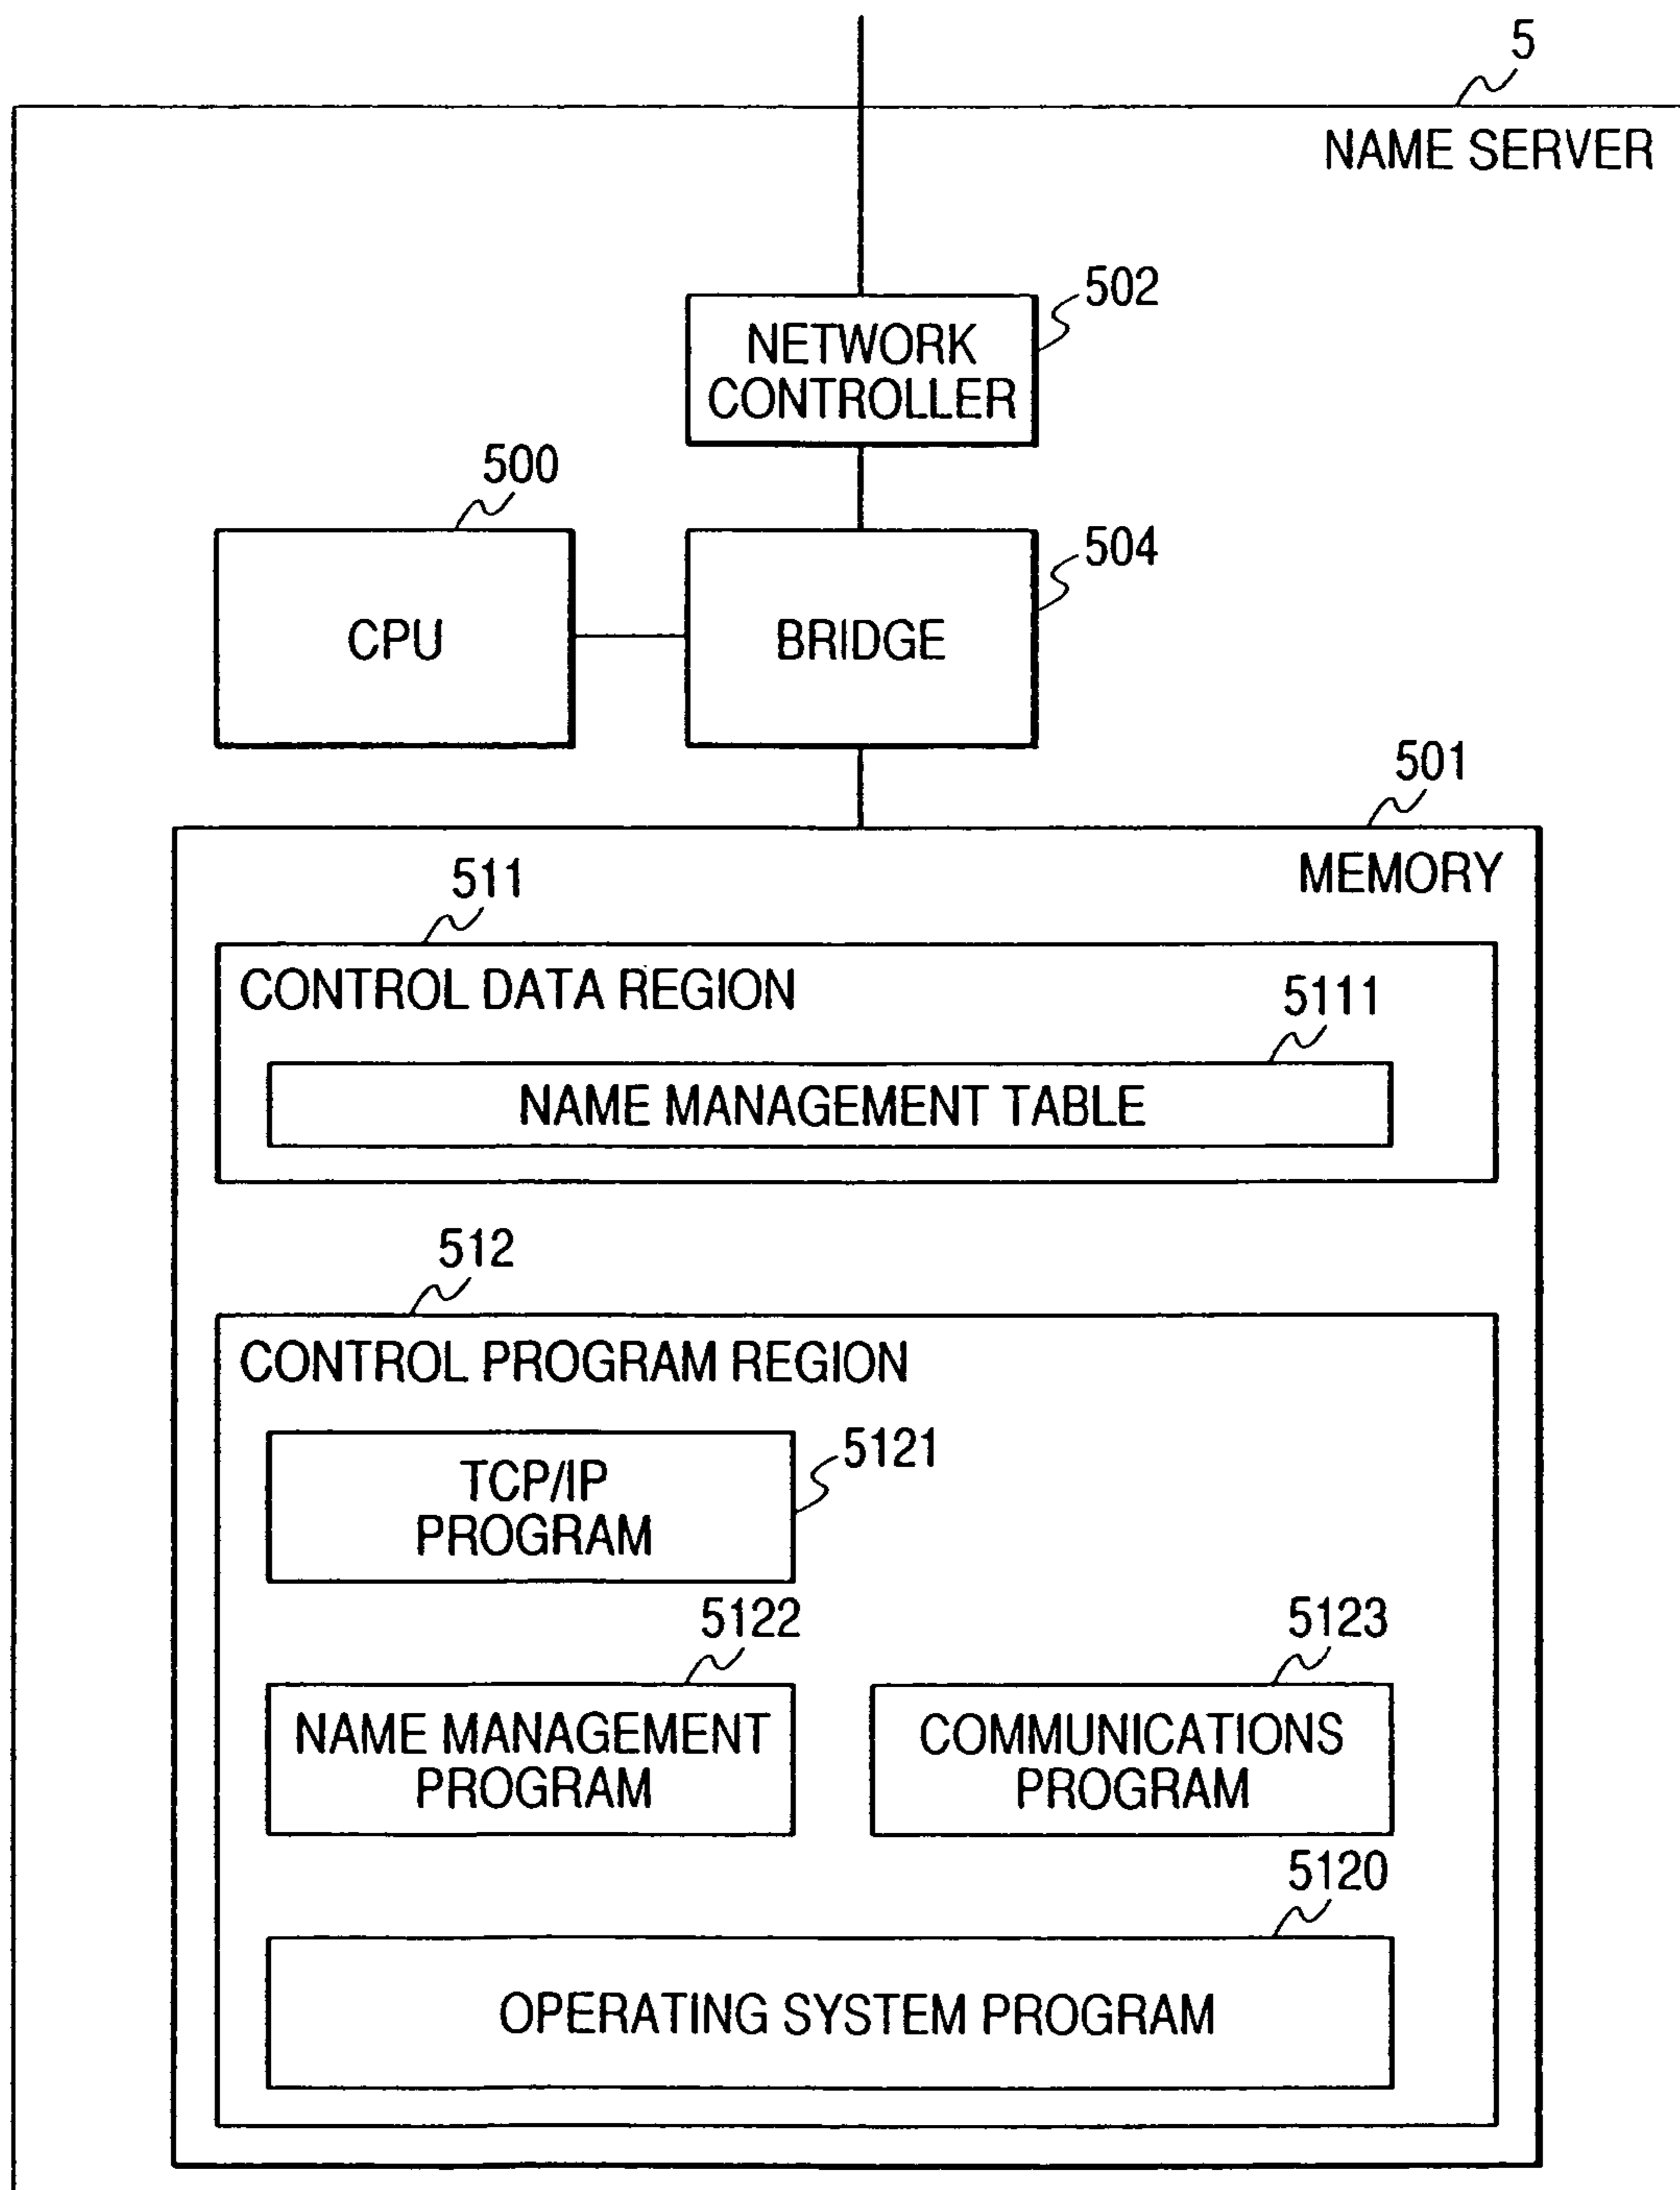 5
NAME SERVER
502
NETWORK
CONTROLLER
500
504
CPU
BRIDGE
501
MEMORY
511
CONTROL DATA REGION
5111
NAME MANAGEMENT TABLE
512
CONTROL PROGRAM REGION
TCP/IP
PROGRAM
5121
5122
5123
NAME MANAGEMENT
PROGRAM
COMMUNICATIONS
PROGRAM
5120
OPERATING SYSTEM PROGRAM